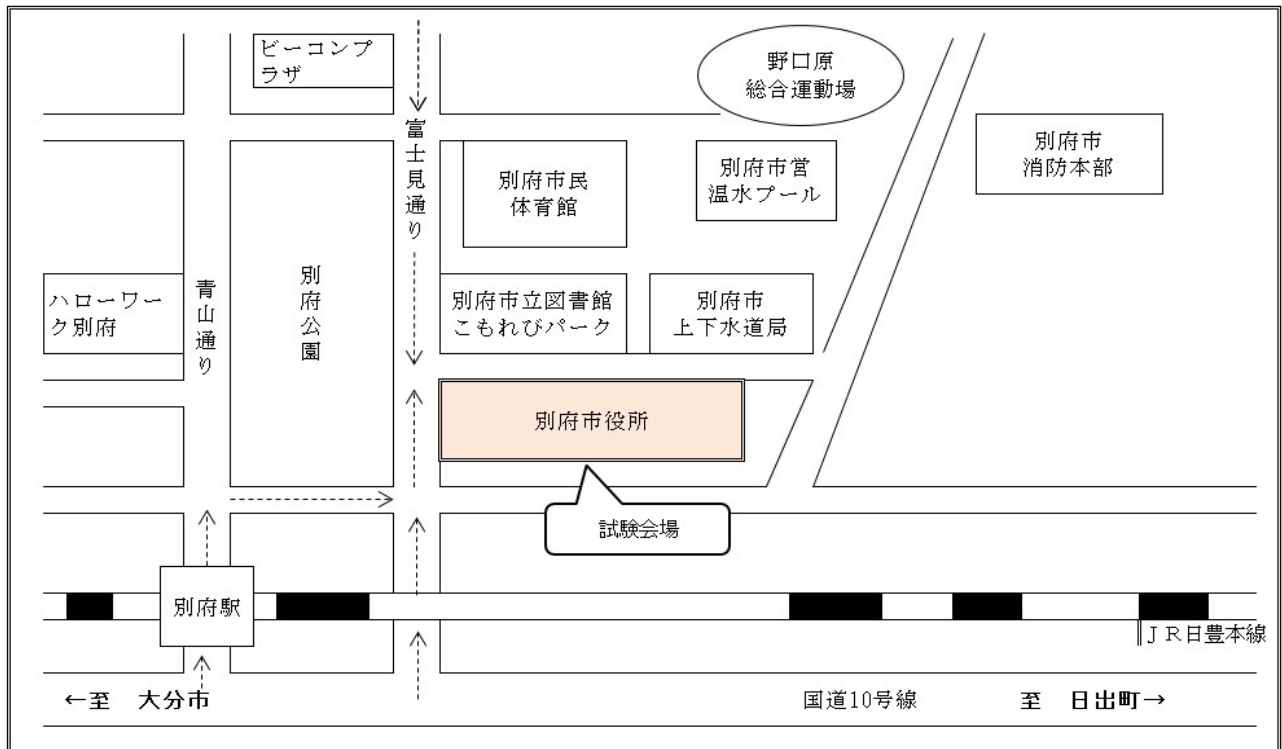 ビーコンプ
ラザ
野口原
総合運動場
富士見通り
別府市
消防本部
別府市民
体育館
別府市営
温水プール
ハローワー
ク別府
青山通り
別府公園
別府市立図書館
こもれびパーク
別府市
上下水道局
別府市役所
試験会場
別府駅
JR日豊本線
←至 大分市
国道10号線
至 日出町→